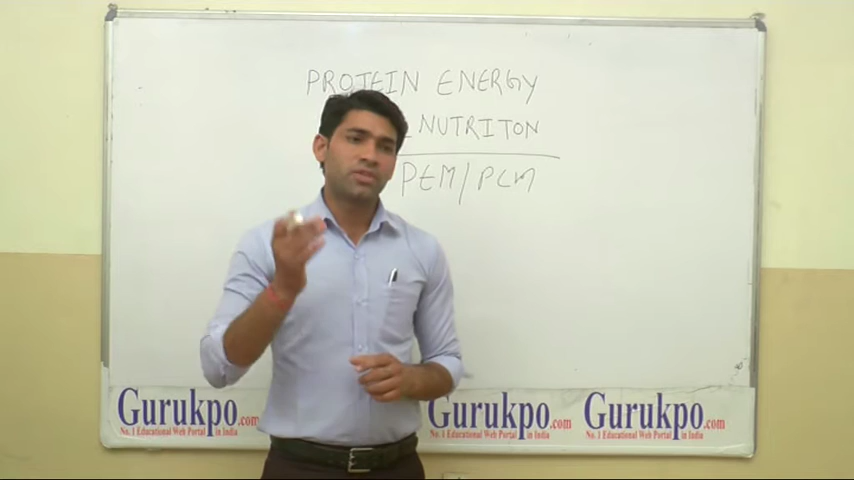 PROTEIN ENERGY
NUTRITON
PEM/PCM
Gurukpo.com
No. 1 Educational Web Portal in India
Gurukpo.com
No. 1 Educational Web Portal in India
Gurukpo.com
No. 1 Educational Web Portal in India